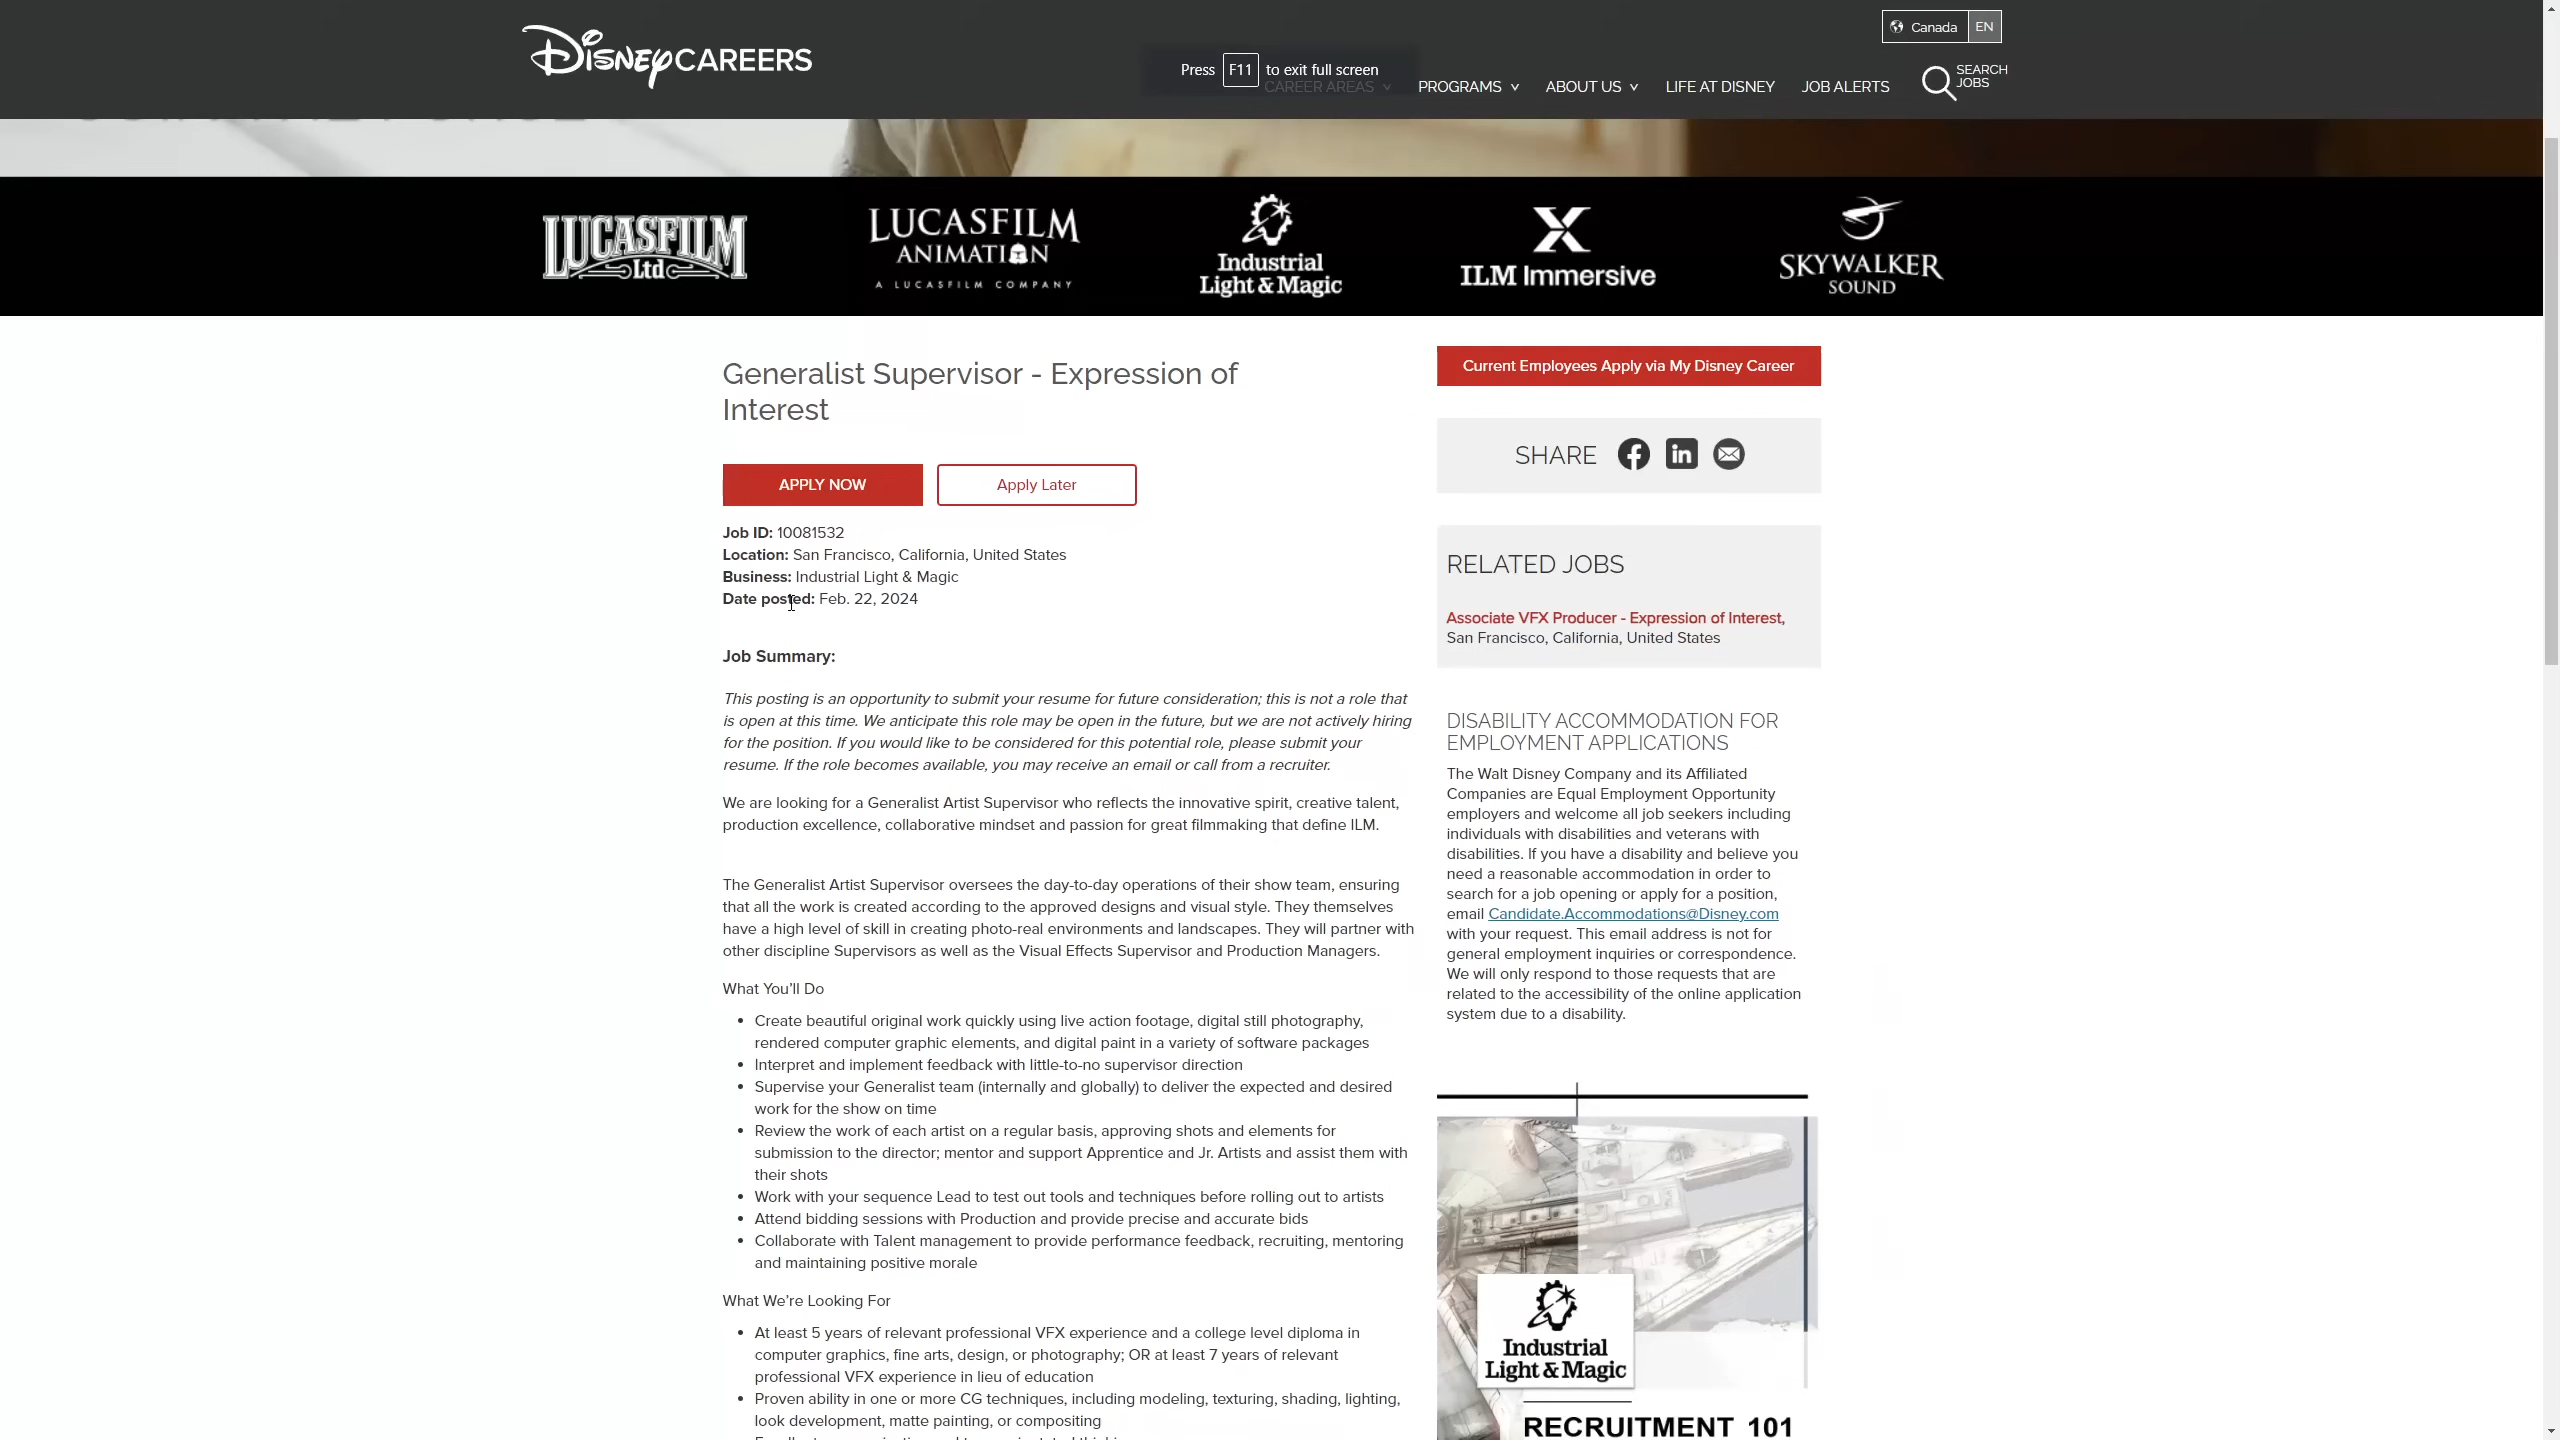 DISNEY CAREERS
Canada EN
Press F11 to exit full screen
CAREER AREAS PROGRAMS ABOUT US LIFE AT DISNEY JOB ALERTS SEARCH JOBS
LUCASFILM
Ltd
LUCASFILM
ANIMATION
A LUCASFILM COMPANY
Industrial
Light & Magic
ILM Immersive
SKYWALKER
SOUND
Generalist Supervisor - Expression of
Interest
APPLY NOW Apply Later
Job ID: 10081532
Location: San Francisco, California, United States
Business: Industrial Light & Magic
Date posted: Feb. 22, 2024
Job Summary:
This posting is an opportunity to submit your resume for future consideration; this is not a role that
is open at this time. We anticipate this role may be open in the future, but we are not actively hiring
for the position. If you would like to be considered for this potential role, please submit your
resume. If the role becomes available, you may receive an email or call from a recruiter.
We are looking for a Generalist Artist Supervisor who reflects the innovative spirit, creative talent,
production excellence, collaborative mindset and passion for great filmmaking that define ILM.
The Generalist Artist Supervisor oversees the day-to-day operations of their show team, ensuring
that all the work is created according to the approved designs and visual style. They themselves
have a high level of skill in creating photo-real environments and landscapes. They will partner with
other discipline Supervisors as well as the Visual Effects Supervisor and Production Managers.
What You'll Do
• Create beautiful original work quickly using live action footage, digital still photography,
rendered computer graphic elements, and digital paint in a variety of software packages
• Interpret and implement feedback with little-to-no supervisor direction
• Supervise your Generalist team (internally and globally) to deliver the expected and desired
work for the show on time
• Review the work of each artist on a regular basis, approving shots and elements for
submission to the director; mentor and support Apprentice and Jr. Artists and assist them with
their shots
• Work with your sequence Lead to test out tools and techniques before rolling out to artists
• Attend bidding sessions with Production and provide precise and accurate bids
• Collaborate with Talent management to provide performance feedback, recruiting, mentoring
and maintaining positive morale
What We're Looking For
• At least 5 years of relevant professional VFX experience and a college level diploma in
computer graphics, fine arts, design, or photography; OR at least 7 years of relevant
professional VFX experience in lieu of education
• Proven ability in one or more CG techniques, including modeling, texturing, shading, lighting,
look development, matte painting, or compositing
Current Employees Apply via My Disney Career
SHARE
RELATED JOBS
Associate VFX Producer - Expression of Interest,
San Francisco, California, United States
DISABILITY ACCOMMODATION FOR
EMPLOYMENT APPLICATIONS
The Walt Disney Company and its Affiliated
Companies are Equal Employment Opportunity
employers and welcome all job seekers including
individuals with disabilities and veterans with
disabilities. If you have a disability and believe you
need a reasonable accommodation in order to
search for a job opening or apply for a position,
email Candidate.Accommodations@Disney.com
with your request. This email address is not for
general employment inquiries or correspondence.
We will only respond to those requests that are
related to the accessibility of the online application
system due to a disability.
Industrial
Light & Magic
RECRUITMENT 101